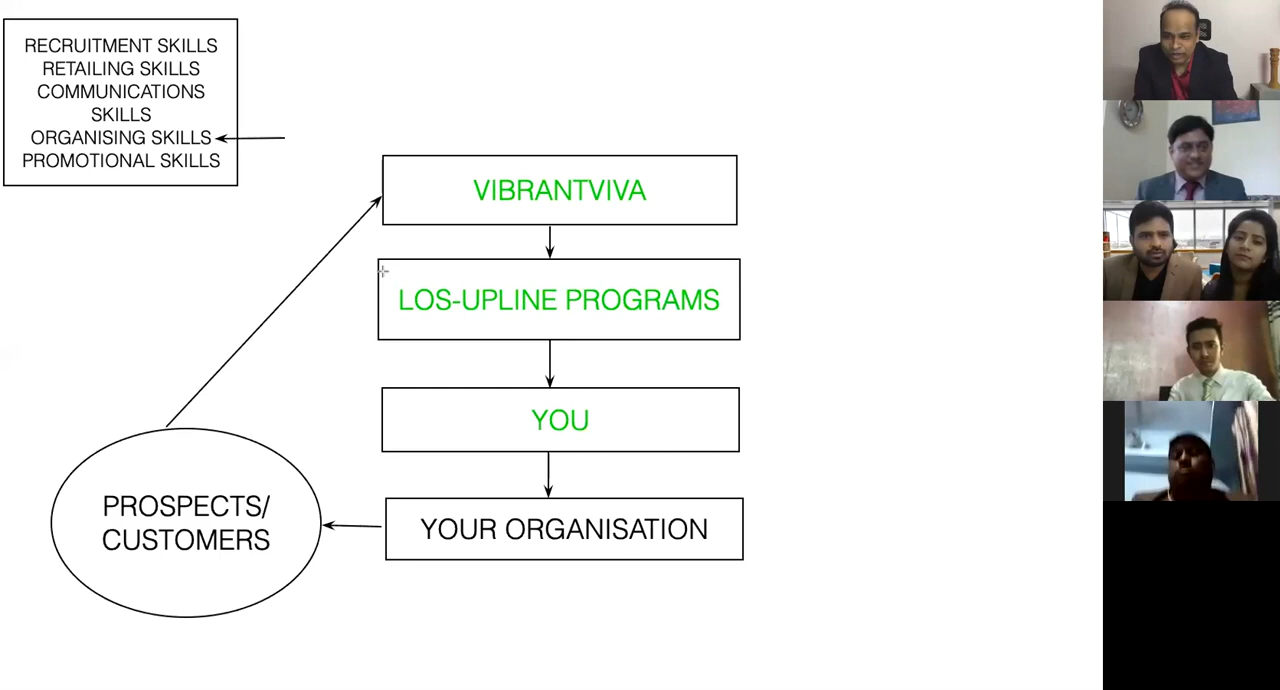 RECRUITMENT SKILLS
RETAILING SKILLS
COMMUNICATIONS
SKILLS
ORGANISING SKILLS
PROMOTIONAL SKILLS
VIBRANTVIVA
LOS-UPLINE PROGRAMS
YOU
YOUR ORGANISATION
PROSPECTS/
CUSTOMERS